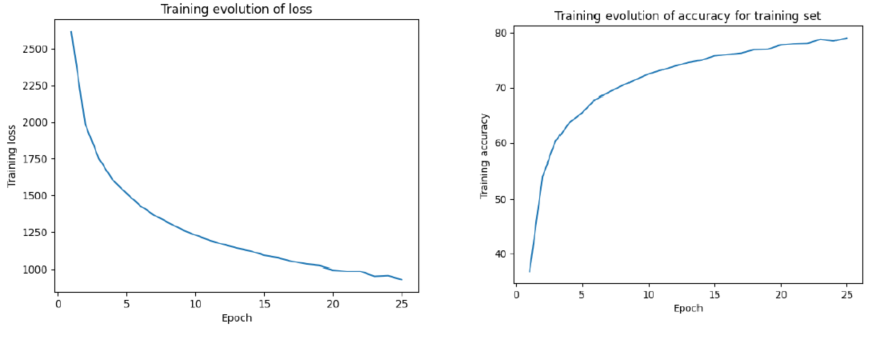 Training evolution of loss
2500
2250
2000
1750
1500
1250
1000
Training loss
0 5 10 15 20 25
Epoch
Training evolution of accuracy for training set
80
70
60
50
40
Training accuracy
0 5 10 15 20 25
Epoch